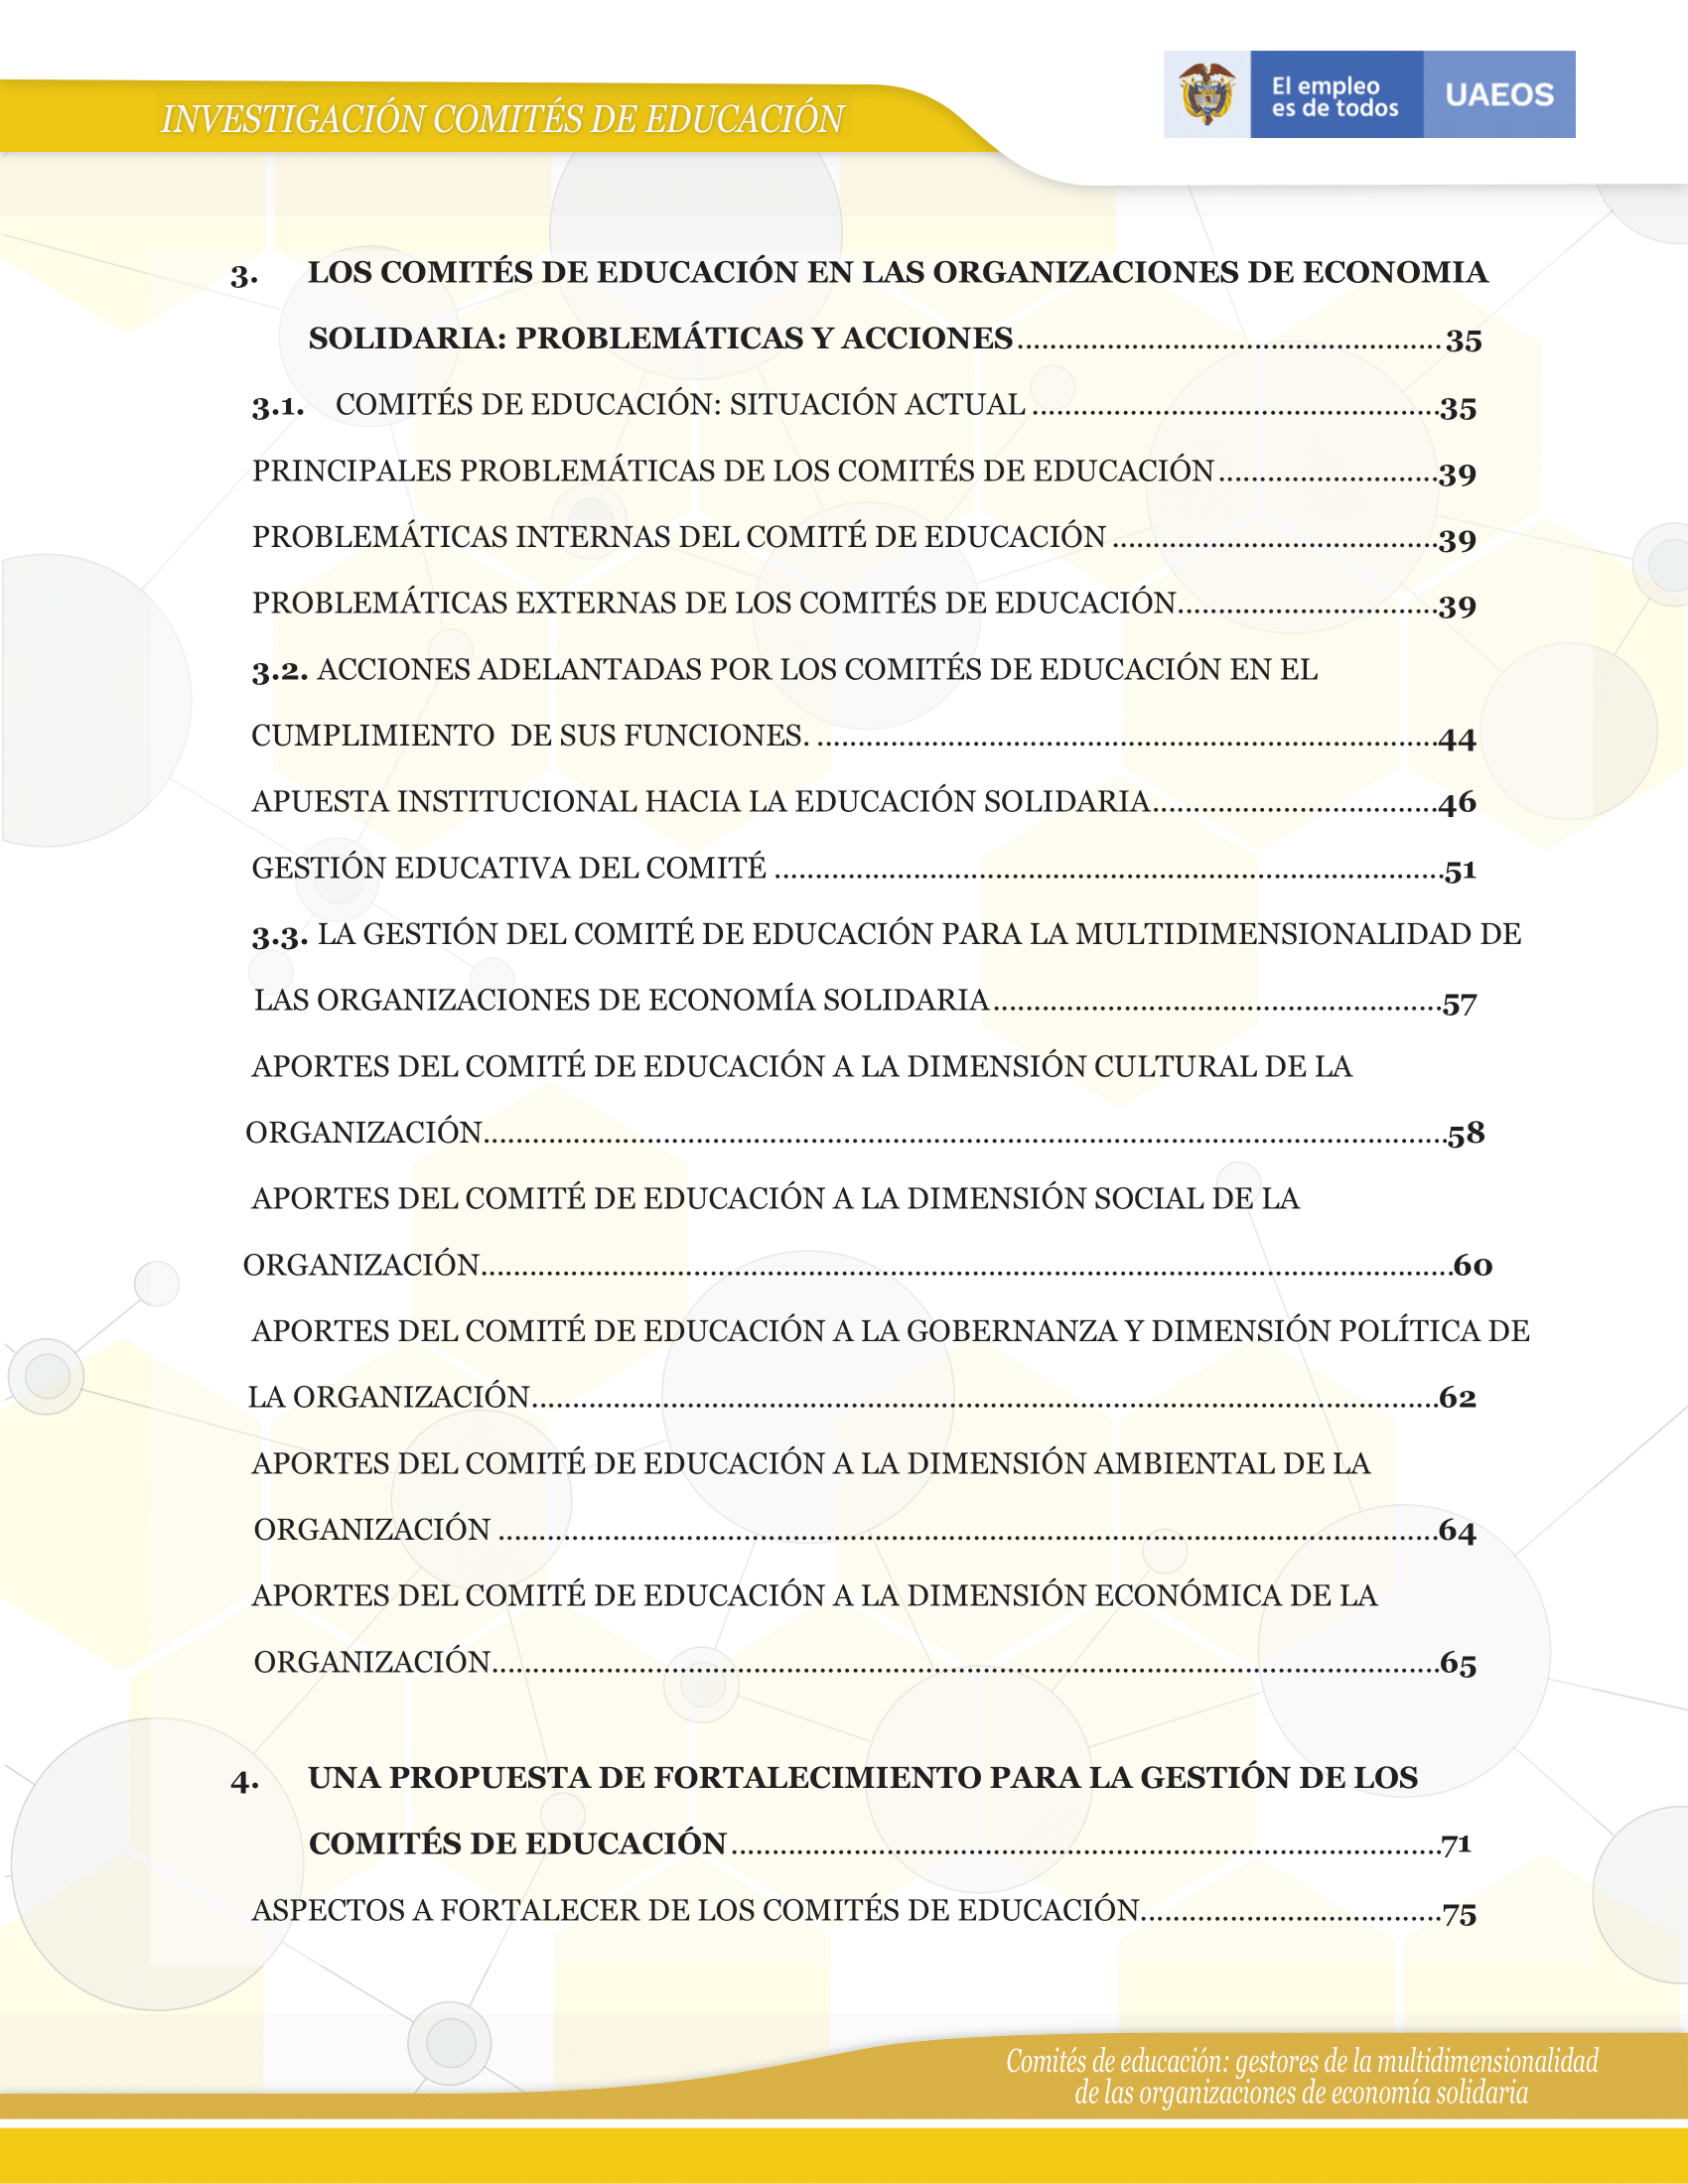 INVESTIGACIÓN COMITÉS DE EDUCACIÓN
El empleo
es de todos
UAEOS
3. LOS COMITÉS DE EDUCACIÓN EN LAS ORGANIZACIONES DE ECONOMIA
SOLIDARIA: PROBLEMÁTICAS Y ACCIONES.................................................... 35
3.1. COMITÉS DE EDUCACIÓN: SITUACIÓN ACTUAL ..................................................35
PRINCIPALES PROBLEMÁTICAS DE LOS COMITÉS DE EDUCACIÓN...........................39
PROBLEMÁTICAS INTERNAS DEL COMITÉ DE EDUCACIÓN ........................................39
PROBLEMÁTICAS EXTERNAS DE LOS COMITÉS DE EDUCACIÓN................................39
3.2. ACCIONES ADELANTADAS POR LOS COMITÉS DE EDUCACIÓN EN EL
CUMPLIMIENTO  DE SUS FUNCIONES. ............................................................................44
APUESTA INSTITUCIONAL HACIA LA EDUCACIÓN SOLIDARIA...................................46
GESTIÓN EDUCATIVA DEL COMITÉ ..................................................................................51
3.3. LA GESTIÓN DEL COMITÉ DE EDUCACIÓN PARA LA MULTIDIMENSIONALIDAD DE
LAS ORGANIZACIONES DE ECONOMÍA SOLIDARIA.......................................................57
APORTES DEL COMITÉ DE EDUCACIÓN A LA DIMENSIÓN CULTURAL DE LA
ORGANIZACIÓN......................................................................................................................58
APORTES DEL COMITÉ DE EDUCACIÓN A LA DIMENSIÓN SOCIAL DE LA
ORGANIZACIÓN.......................................................................................................................60
APORTES DEL COMITÉ DE EDUCACIÓN A LA GOBERNANZA Y DIMENSIÓN POLÍTICA DE
LA ORGANIZACIÓN...............................................................................................................62
APORTES DEL COMITÉ DE EDUCACIÓN A LA DIMENSIÓN AMBIENTAL DE LA
ORGANIZACIÓN ...................................................................................................................64
APORTES DEL COMITÉ DE EDUCACIÓN A LA DIMENSIÓN ECONÓMICA DE LA
ORGANIZACIÓN....................................................................................................................65
4. UNA PROPUESTA DE FORTALECIMIENTO PARA LA GESTIÓN DE LOS
COMITÉS DE EDUCACIÓN.......................................................................................71
ASPECTOS A FORTALECER DE LOS COMITÉS DE EDUCACIÓN.....................................75
Comités de educación: gestores de la multidimensionalidad
de las organizaciones de economía solidaria